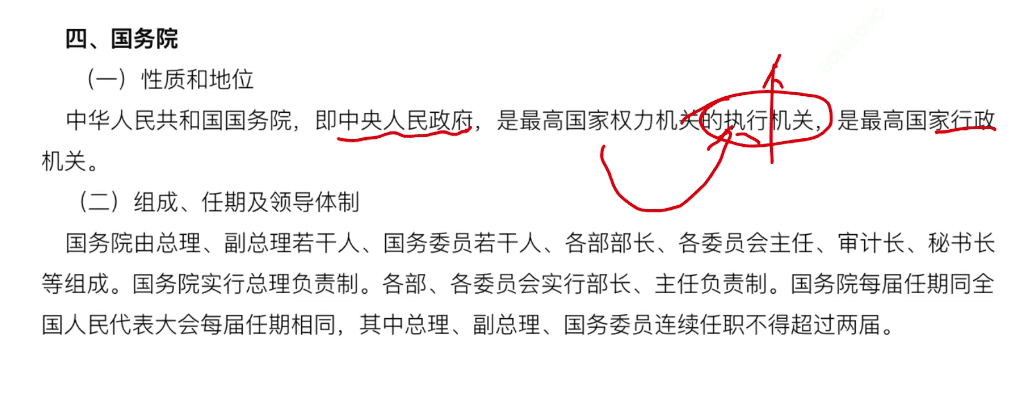 四、国务院
（一）性质和地位
中华人民共和国国务院，即中央人民政府，是最高国家权力机关的执行机关，是最高国家行政
机关。
（二）组成、任期及领导体制
国务院由总理、副总理若干人、国务委员若干人、各部部长、各委员会主任、审计长、秘书长
等组成。国务院实行总理负责制。各部、各委员会实行部长、主任负责制。国务院每届任期同全
国人民代表大会每届任期相同，其中总理、副总理、国务委员连续任职不得超过两届。